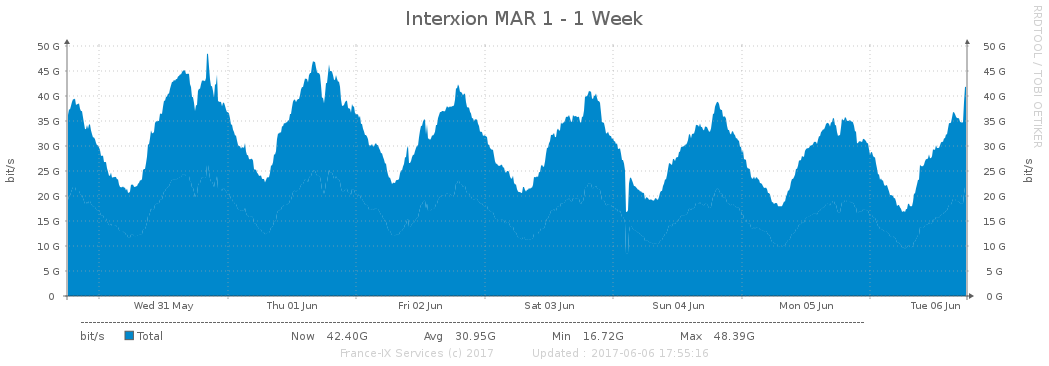 Interxion MAR 1 - 1 Week
RRDTOOL / TOBI OETIKER
bit/s
50 G 50 G
45 G 45 G
40 G 40 G
35 G 35 G
30 G 30 G
25 G 25 G
20 G 20 G
15 G 15 G
10 G 10 G
5 G 5 G
0 0 G
bit/s
Wed 31 May Thu 01 Jun Fri 02 Jun Sat 03 Jun Sun 04 Jun Mon 05 Jun Tue 06 Jun
bit/s Total Now 42.40G Avg 30.95G Min 16.72G Max 48.39G
France-IX Services (c) 2017 Updated : 2017-06-06 17:55:16